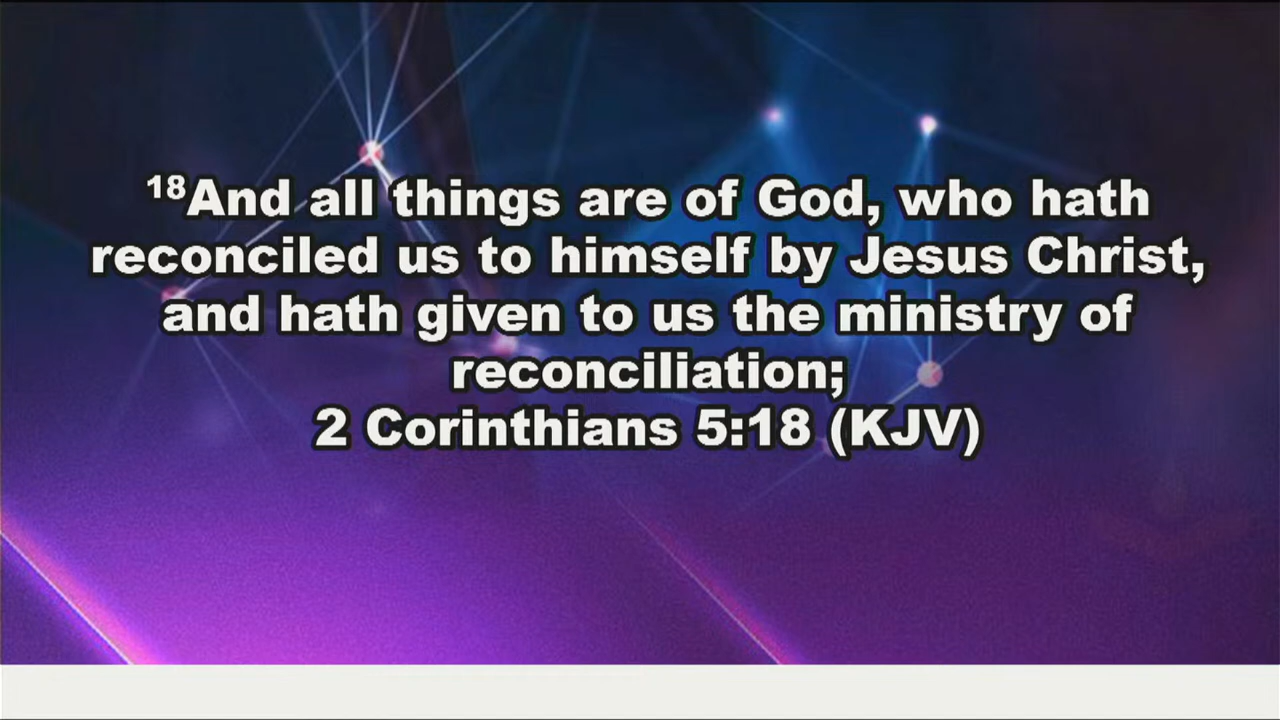 18And all things are of God, who hath
reconciled us to himself by Jesus Christ,
and hath given to us the ministry of
reconciliation;
2 Corinthians 5:18 (KJV)